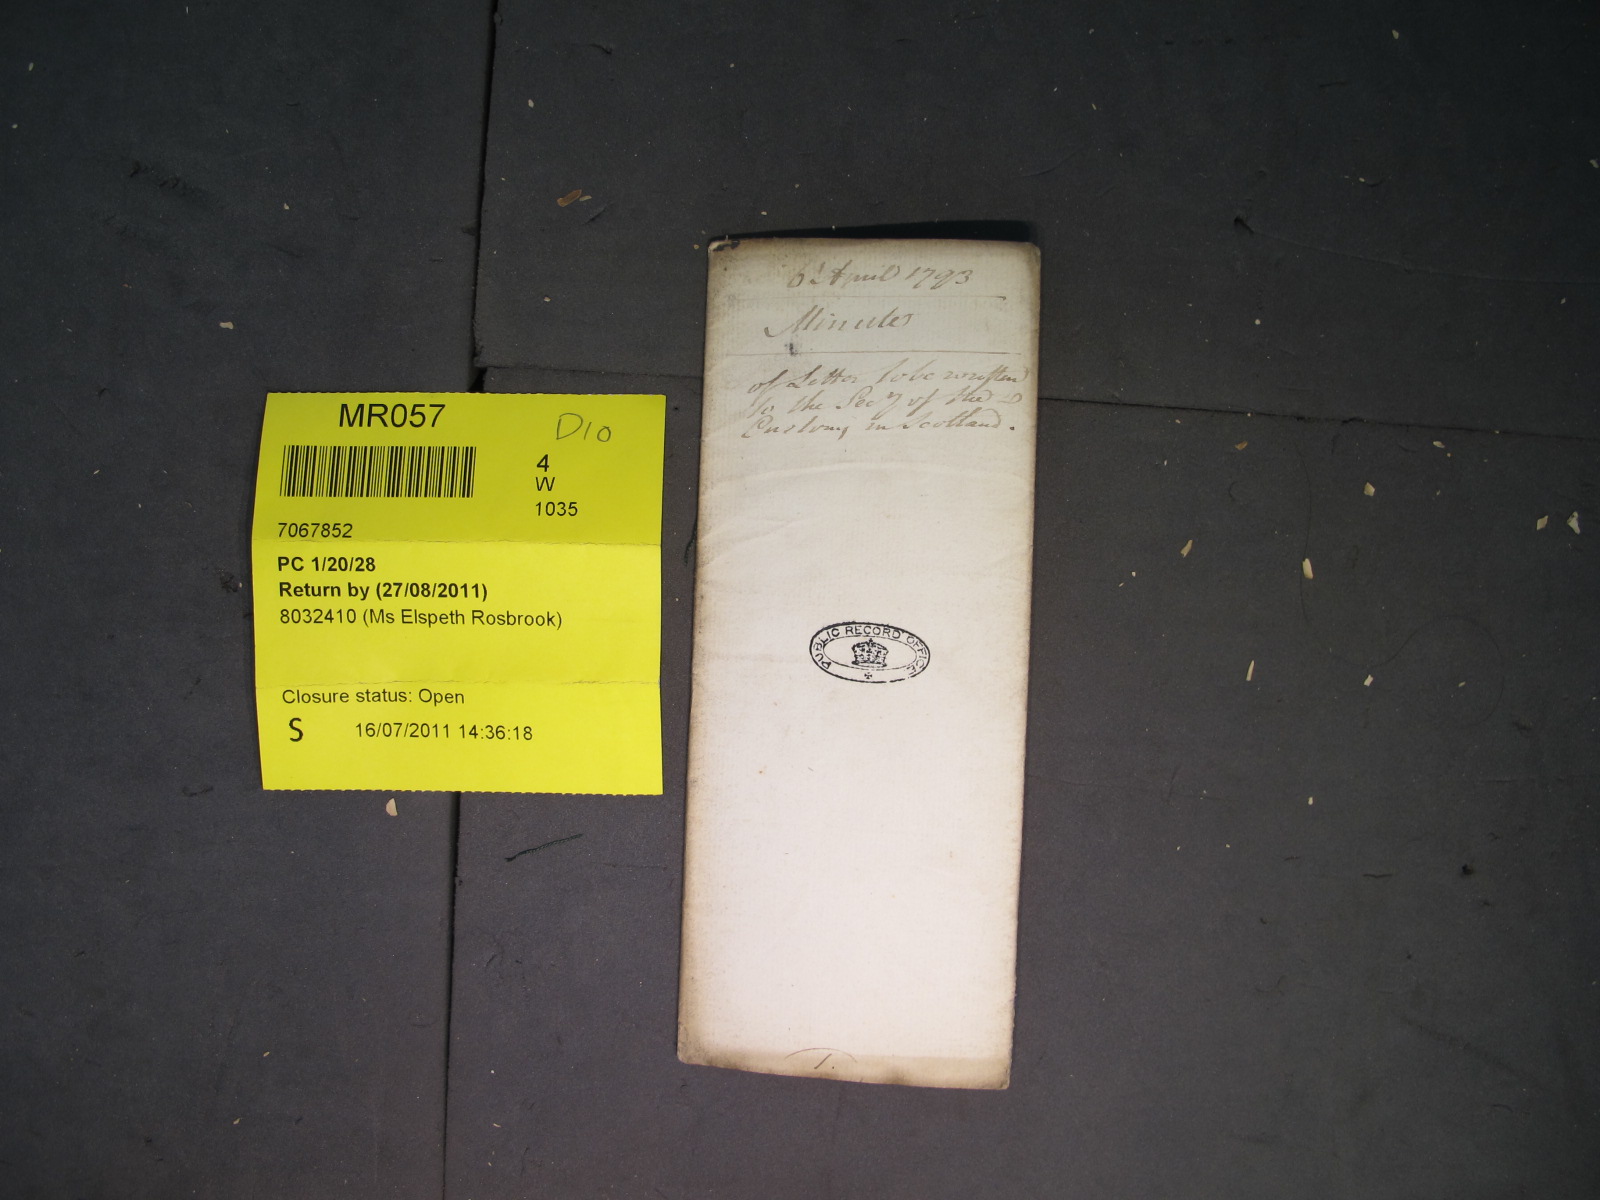 MR057
D10
4
W
1035
7067852
PC 1/20/28
Return by (27/08/2011)
8032410 (Ms Elspeth Rosbrook)
Closure status: Open
S 16/07/2011 14:36:18
April 1793
Minutes
of Letter to be written
to the Secry of the
Customs in Scotland.
PUBLIC RECORD OFFICE
1.